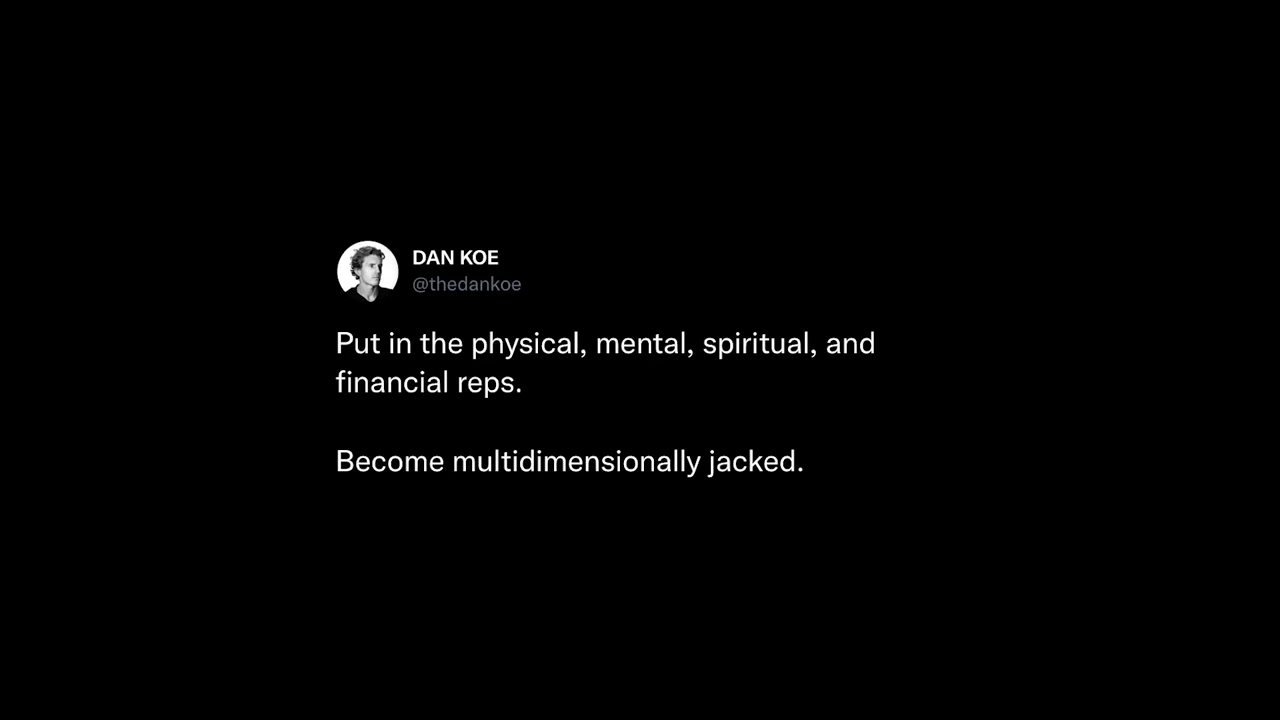 DAN KOE
@thedankoe
Put in the physical, mental, spiritual, and
financial reps.
Become multidimensionally jacked.